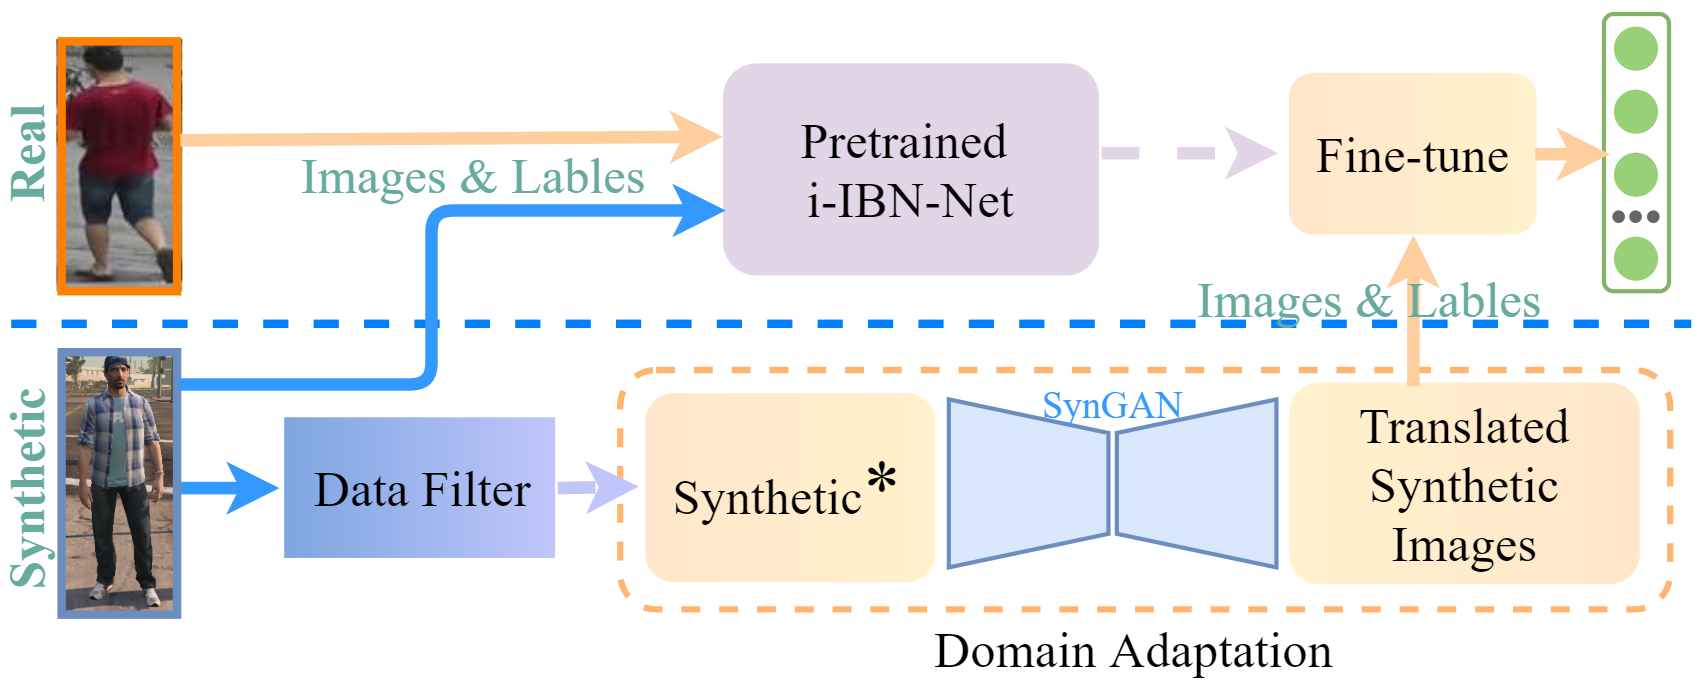 Real
Images & Lables
Pretrained
i-IBN-Net
Fine-tune
Images & Lables
Synthetic
Data Filter
Synthetic*
SynGAN
Translated
Synthetic
Images
Domain Adaptation